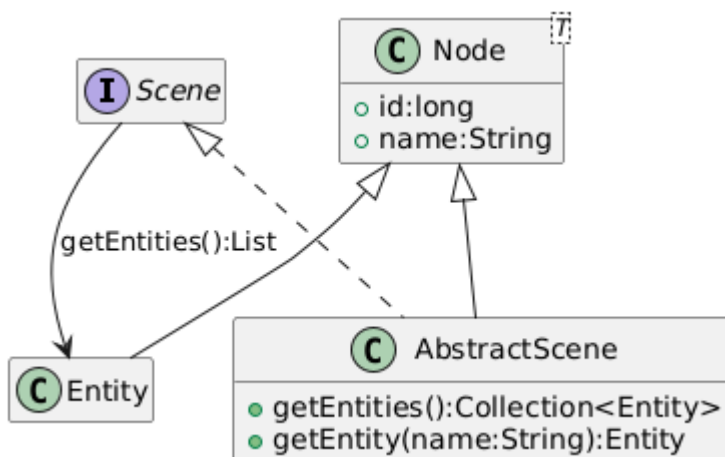 T
C Node
I Scene
id:long
name:String
getEntities():List
C AbstractScene
C Entity
getEntities():Collection<Entity>
getEntity(name:String):Entity